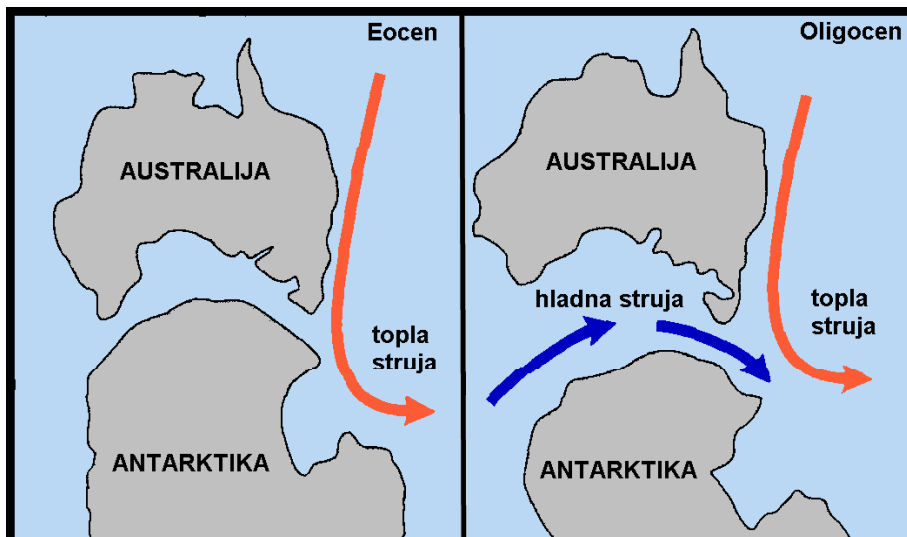 Eocen
AUSTRALIJA
topla
struja
ANTARKTIKA
Oligocen
AUSTRALIJA
hladna struja
topla
struja
ANTARKTIKA